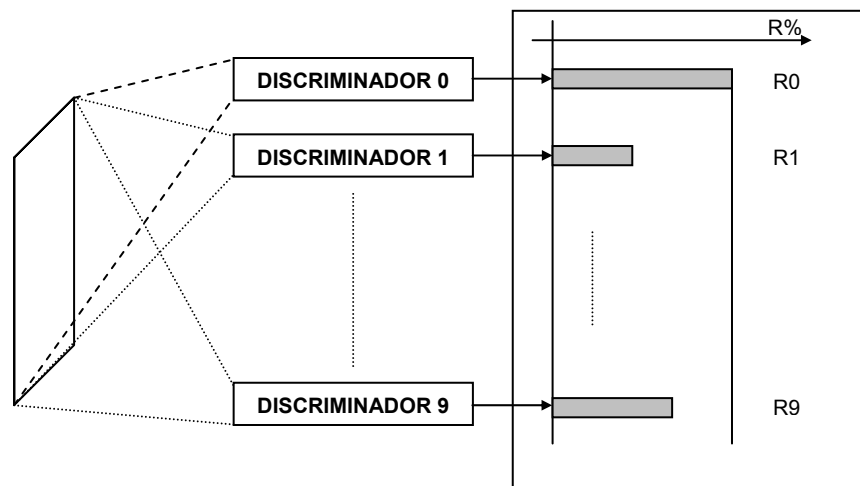 R%
DISCRIMINADOR 0
R0
DISCRIMINADOR 1
R1
DISCRIMINADOR 9
R9